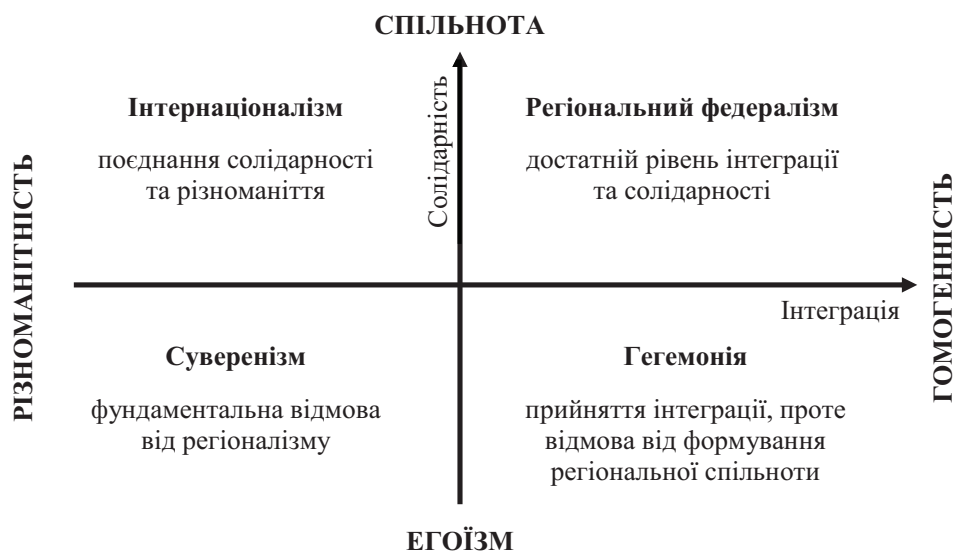 СПІЛЬНОТА
Солідарність
Інтернаціоналізм
поєднання солідарності
та різноманіття
Регіональний федералізм
достатній рівень інтеграції
та солідарності
РІЗНОМАНІТНІСТЬ
ГОМОГЕННІСТЬ
Інтеграція
Суверенізм
фундаментальна відмова
від регіоналізму
Гегемонія
прийняття інтеграції, проте
відмова від формування
регіональної спільноти
ЕГОЇЗМ